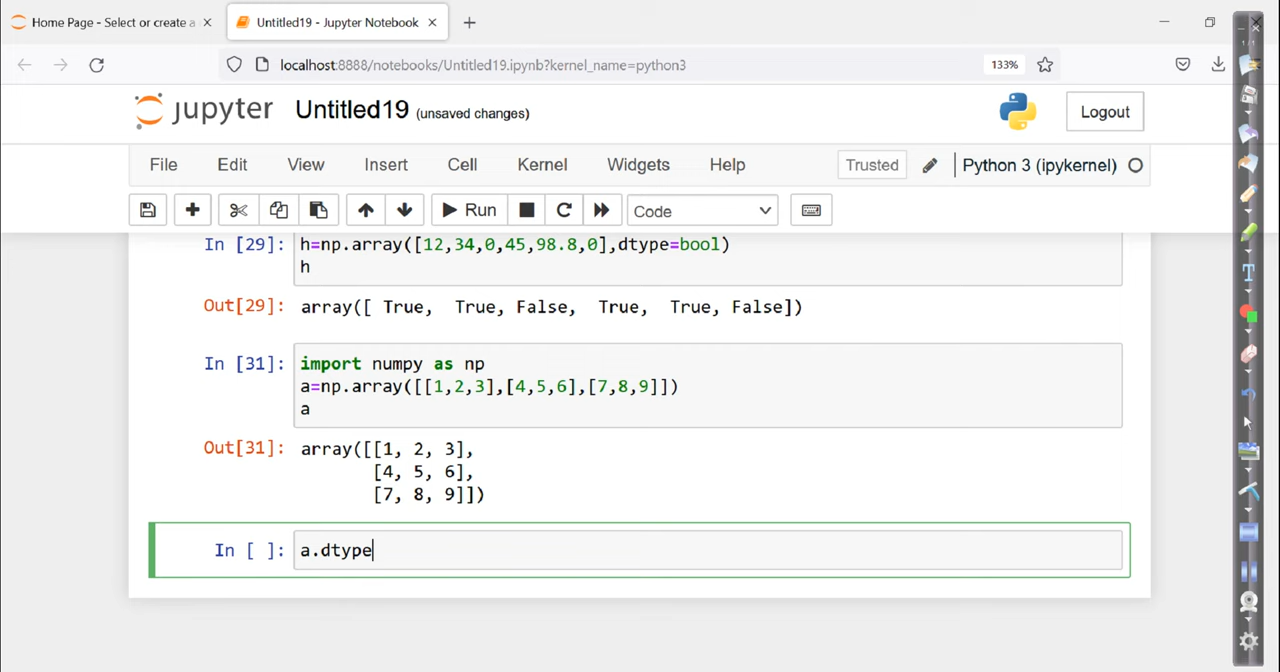 Home Page - Select or create a
Untitled19 - Jupyter Notebook
localhost:8888/notebooks/Untitled19.ipynb?kernel_name=python3
133%
jupyter Untitled19 (unsaved changes)
Logout
File Edit View Insert Cell Kernel Widgets Help
Trusted
Python 3 (ipykernel)
Run
Code
In [29]: h=np.array([12,34,0,45,98.8,0],dtype=bool)
h
Out[29]: array([ True,  True, False,  True,  True, False])
In [31]: import numpy as np
a=np.array([[1,2,3],[4,5,6],[7,8,9]])
a
Out[31]: array([[1, 2, 3],
[4, 5, 6],
[7, 8, 9]])
In [ ]: a.dtype